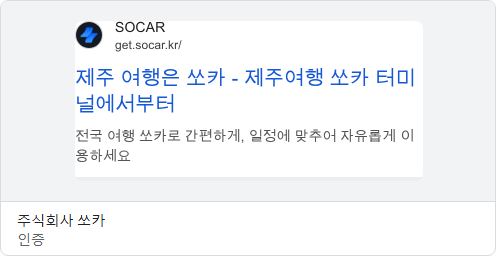 SOCAR
get.socar.kr/
제주 여행은 쏘카 - 제주여행 쏘카 터미
널에서부터
전국 여행 쏘카로 간편하게, 일정에 맞추어 자유롭게 이
용하세요
주식회사 쏘카
인증